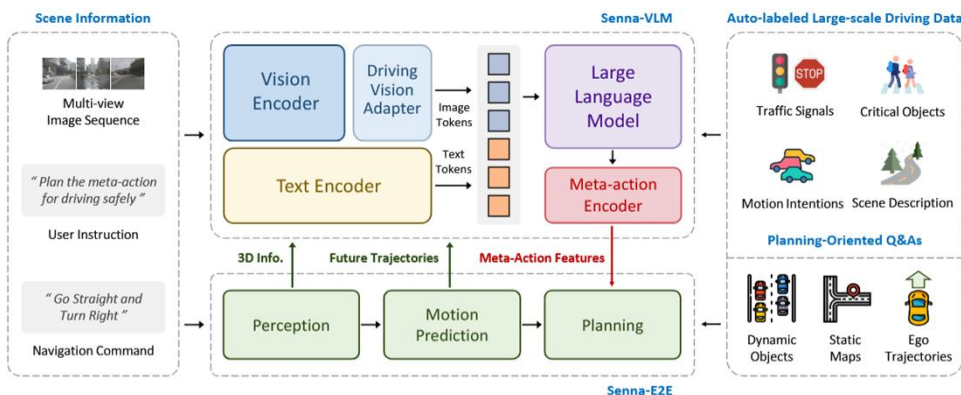 Scene Information
Multi-view
Image Sequence
“ Plan the meta-action
for driving safely ”
User Instruction
“ Go Straight and
Turn Right ”
Navigation Command
Senna-VLM
Vision
Encoder
Driving
Vision
Adapter
Image
Tokens
Text Encoder
Text
Tokens
Large
Language
Model
Meta-action
Encoder
3D Info.
Future Trajectories
Meta-Action Features
Perception
Motion
Prediction
Planning
Senna-E2E
Auto-labeled Large-scale Driving Data
STOP
Traffic Signals
Critical Objects
Motion Intentions
Scene Description
Planning-Oriented Q&As
Dynamic
Objects
Static
Maps
Ego
Trajectories